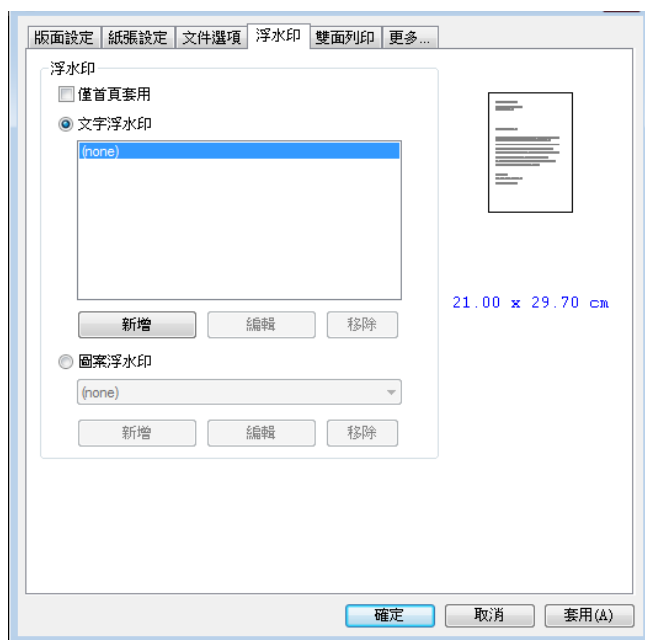 版面設定 紙張設定 文件選項 浮水印 雙面列印 更多...
浮水印
僅首頁套用
文字浮水印
(none)
新增 編輯 移除
圖案浮水印
(none)
新增 編輯 移除
21.00 x 29.70 cm
確定 取消 套用(A)